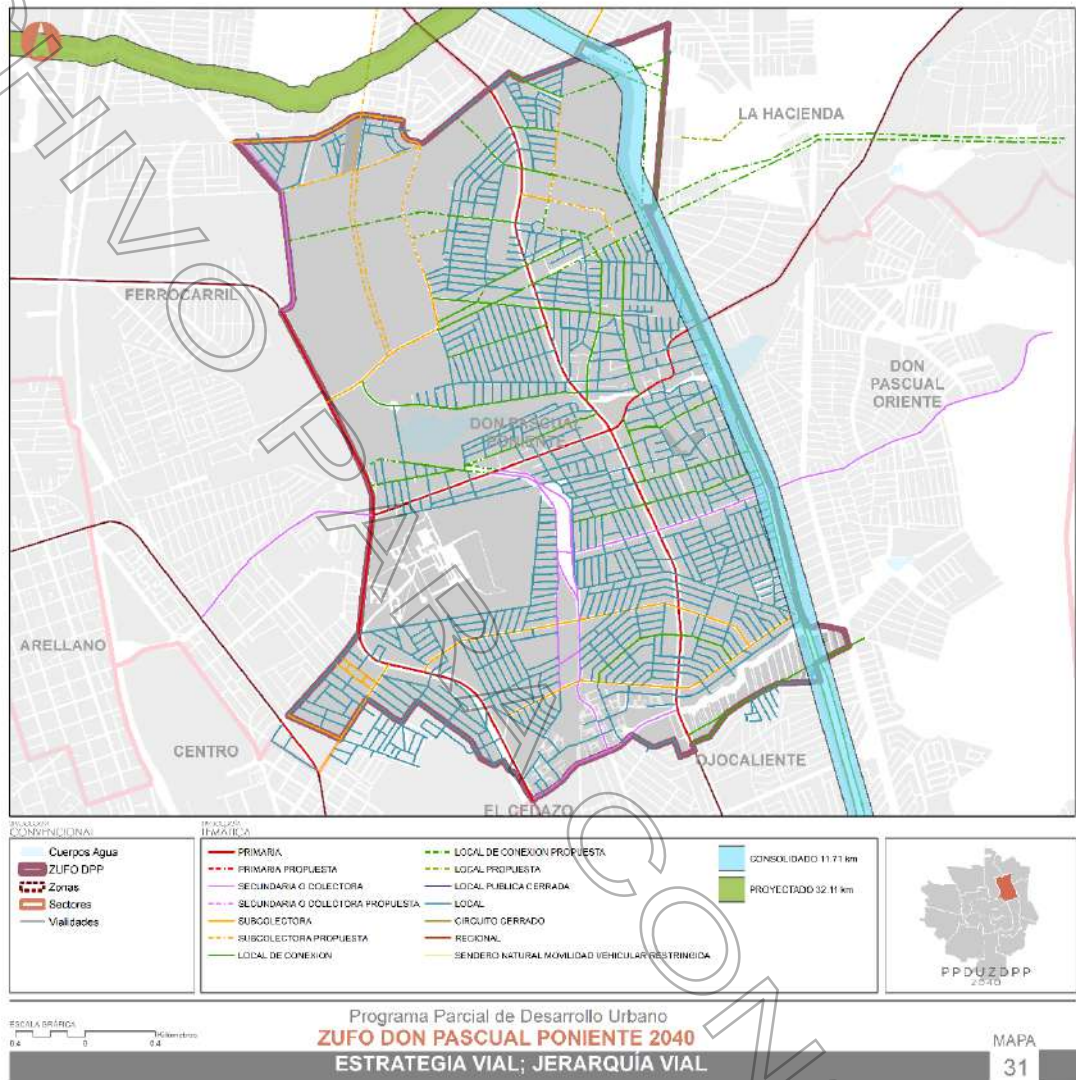 LA HACIENDA
FERROCARRIL
DON
PASCUAL
ORIENTE
DON PASCUAL
PONIENTE
ARELLANO
CENTRO
OJOCALIENTE
EL CEDAZO
CONVENCIONAL
Cuerpos Agua
ZUFO DPP
Zonas
Sectores
Vialidades
TEMÁTICA
PRIMARIA
PRIMARIA PROPUESTA
SECUNDARIA O COLECTORA
SECUNDARIA O COLECTORA PROPUESTA
SUBCOLECTORA
SUBCOLECTORA PROPUESTA
LOCAL DE CONEXION
LOCAL DE CONEXION PROPUESTA
LOCAL PROPUESTA
LOCAL PUBLICA CERRADA
LOCAL
CIRCUITO CERRADO
REGIONAL
SENDERO NATURAL MOVILIDAD VEHICULAR RESTRINGIDA
CONSOLIDADO 11.71 km
PROYECTADO 32.11 km
PPDUZDPP
2040
ESCALA GRÁFICA
0.4 0 0.4
Kilómetros
Programa Parcial de Desarrollo Urbano
ZUFO DON PASCUAL PONIENTE 2040
ESTRATEGIA VIAL; JERARQUÍA VIAL
MAPA
31